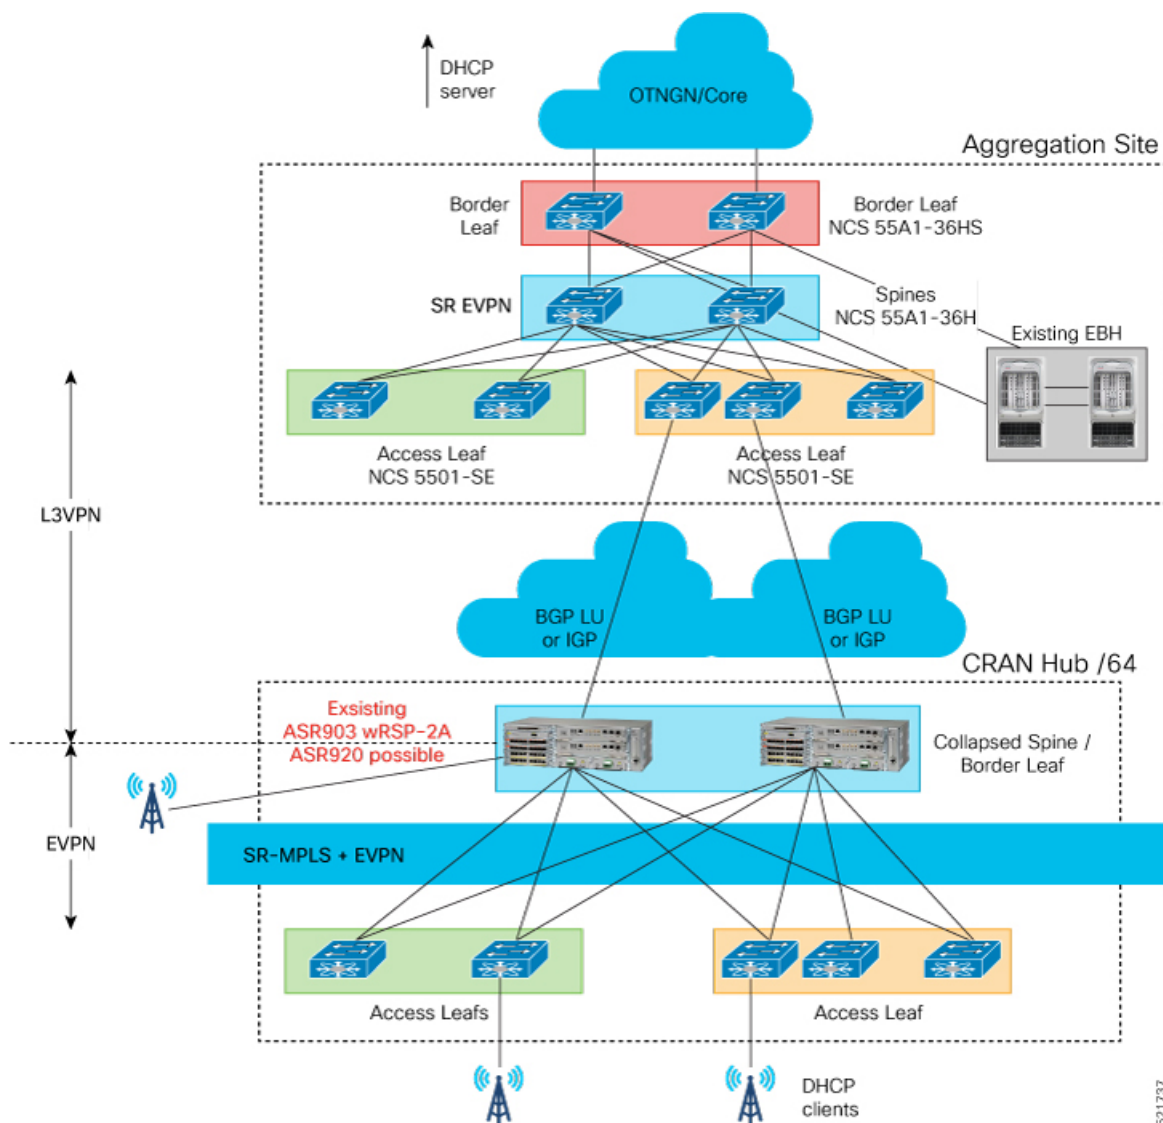 DHCP
server
OTNGN/Core
Aggregation Site
Border
Leaf
Border Leaf
NCS 55A1-36HS
SR EVPN
Spines
NCS 55A1-36H
Existing EBH
Access Leaf
NCS 5501-SE
Access Leaf
NCS 5501-SE
L3VPN
BGP LU
or IGP
BGP LU
or IGP
CRAN Hub /64
Exsisting
ASR903 wRSP-2A
ASR920 possible
Collapsed Spine /
Border Leaf
EVPN
SR-MPLS + EVPN
Access Leafs
Access Leaf
DHCP
clients
521737